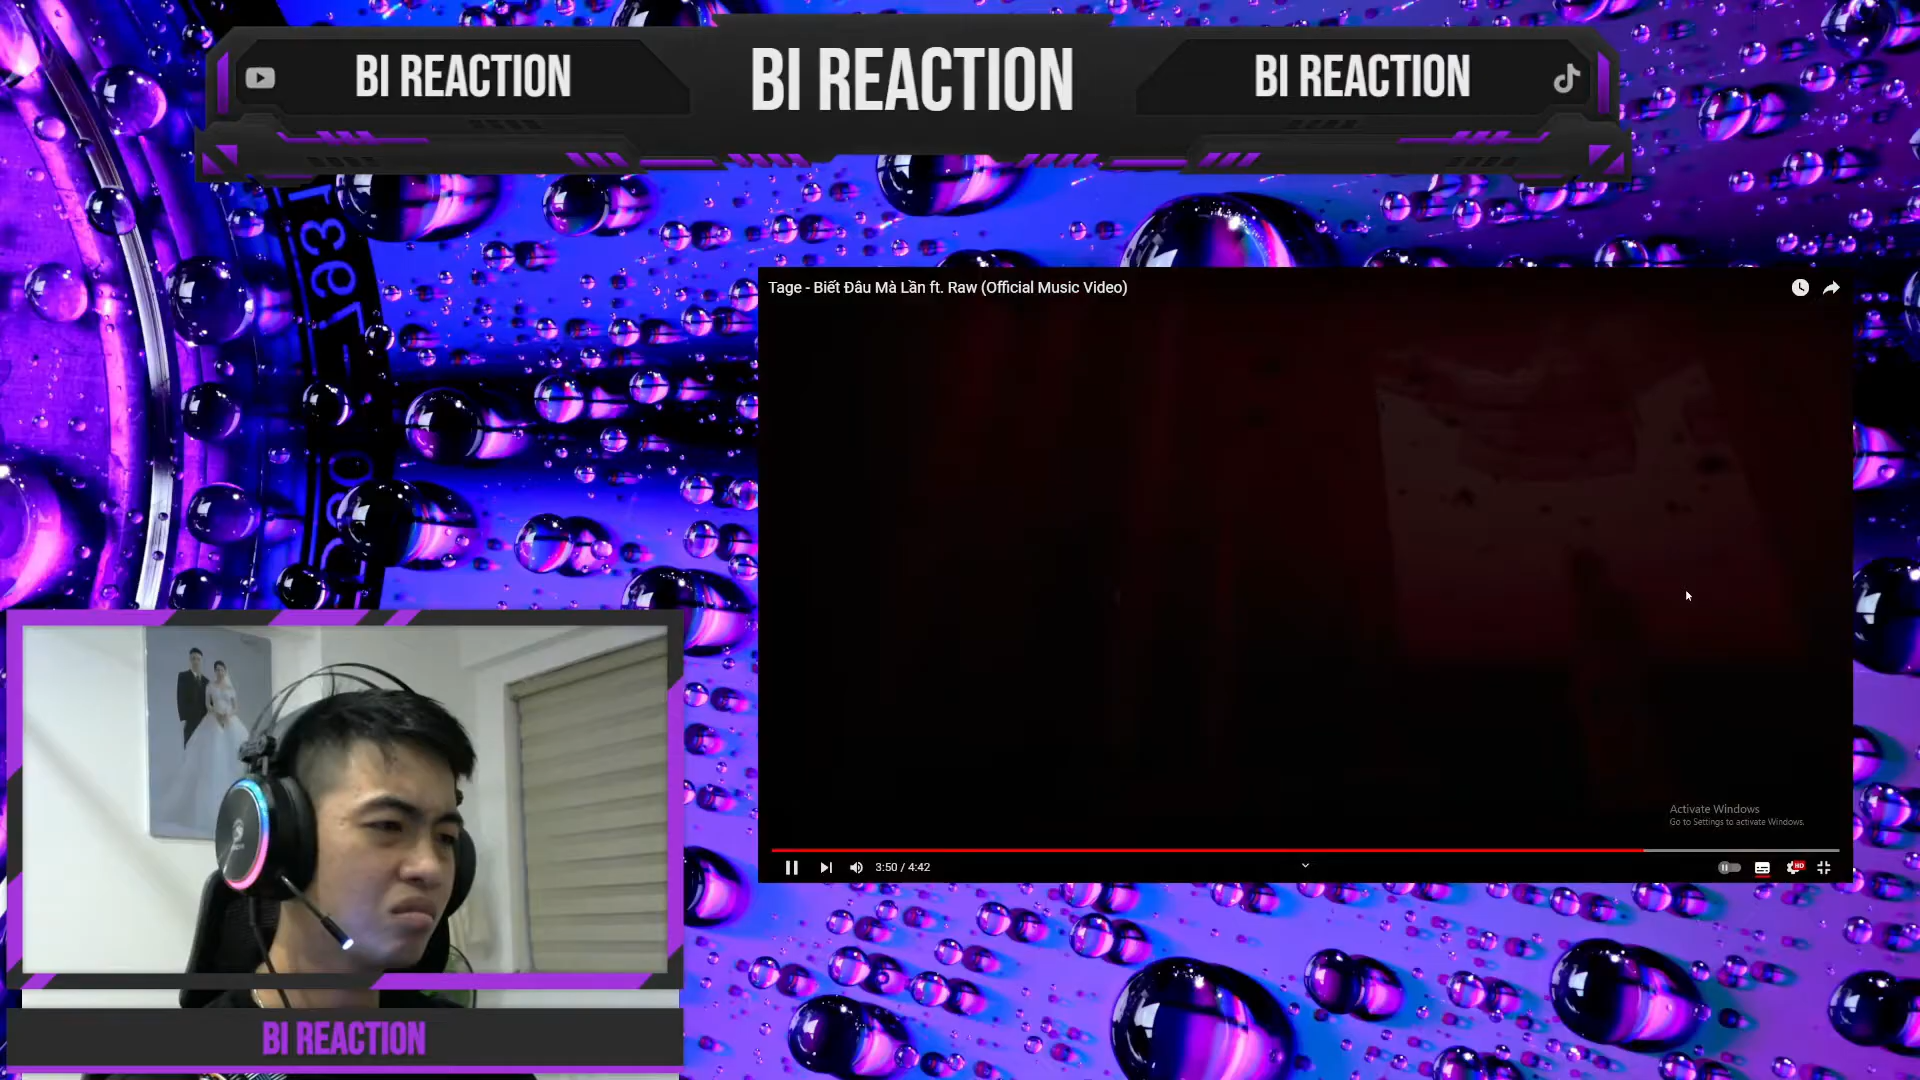 BI REACTION
BI REACTION
BI REACTION
Tage - Biết Đâu Mà Lần ft. Raw (Official Music Video)
Activate Windows
Go to Settings to activate Windows.
3:50 / 4:42
HD
BI REACTION